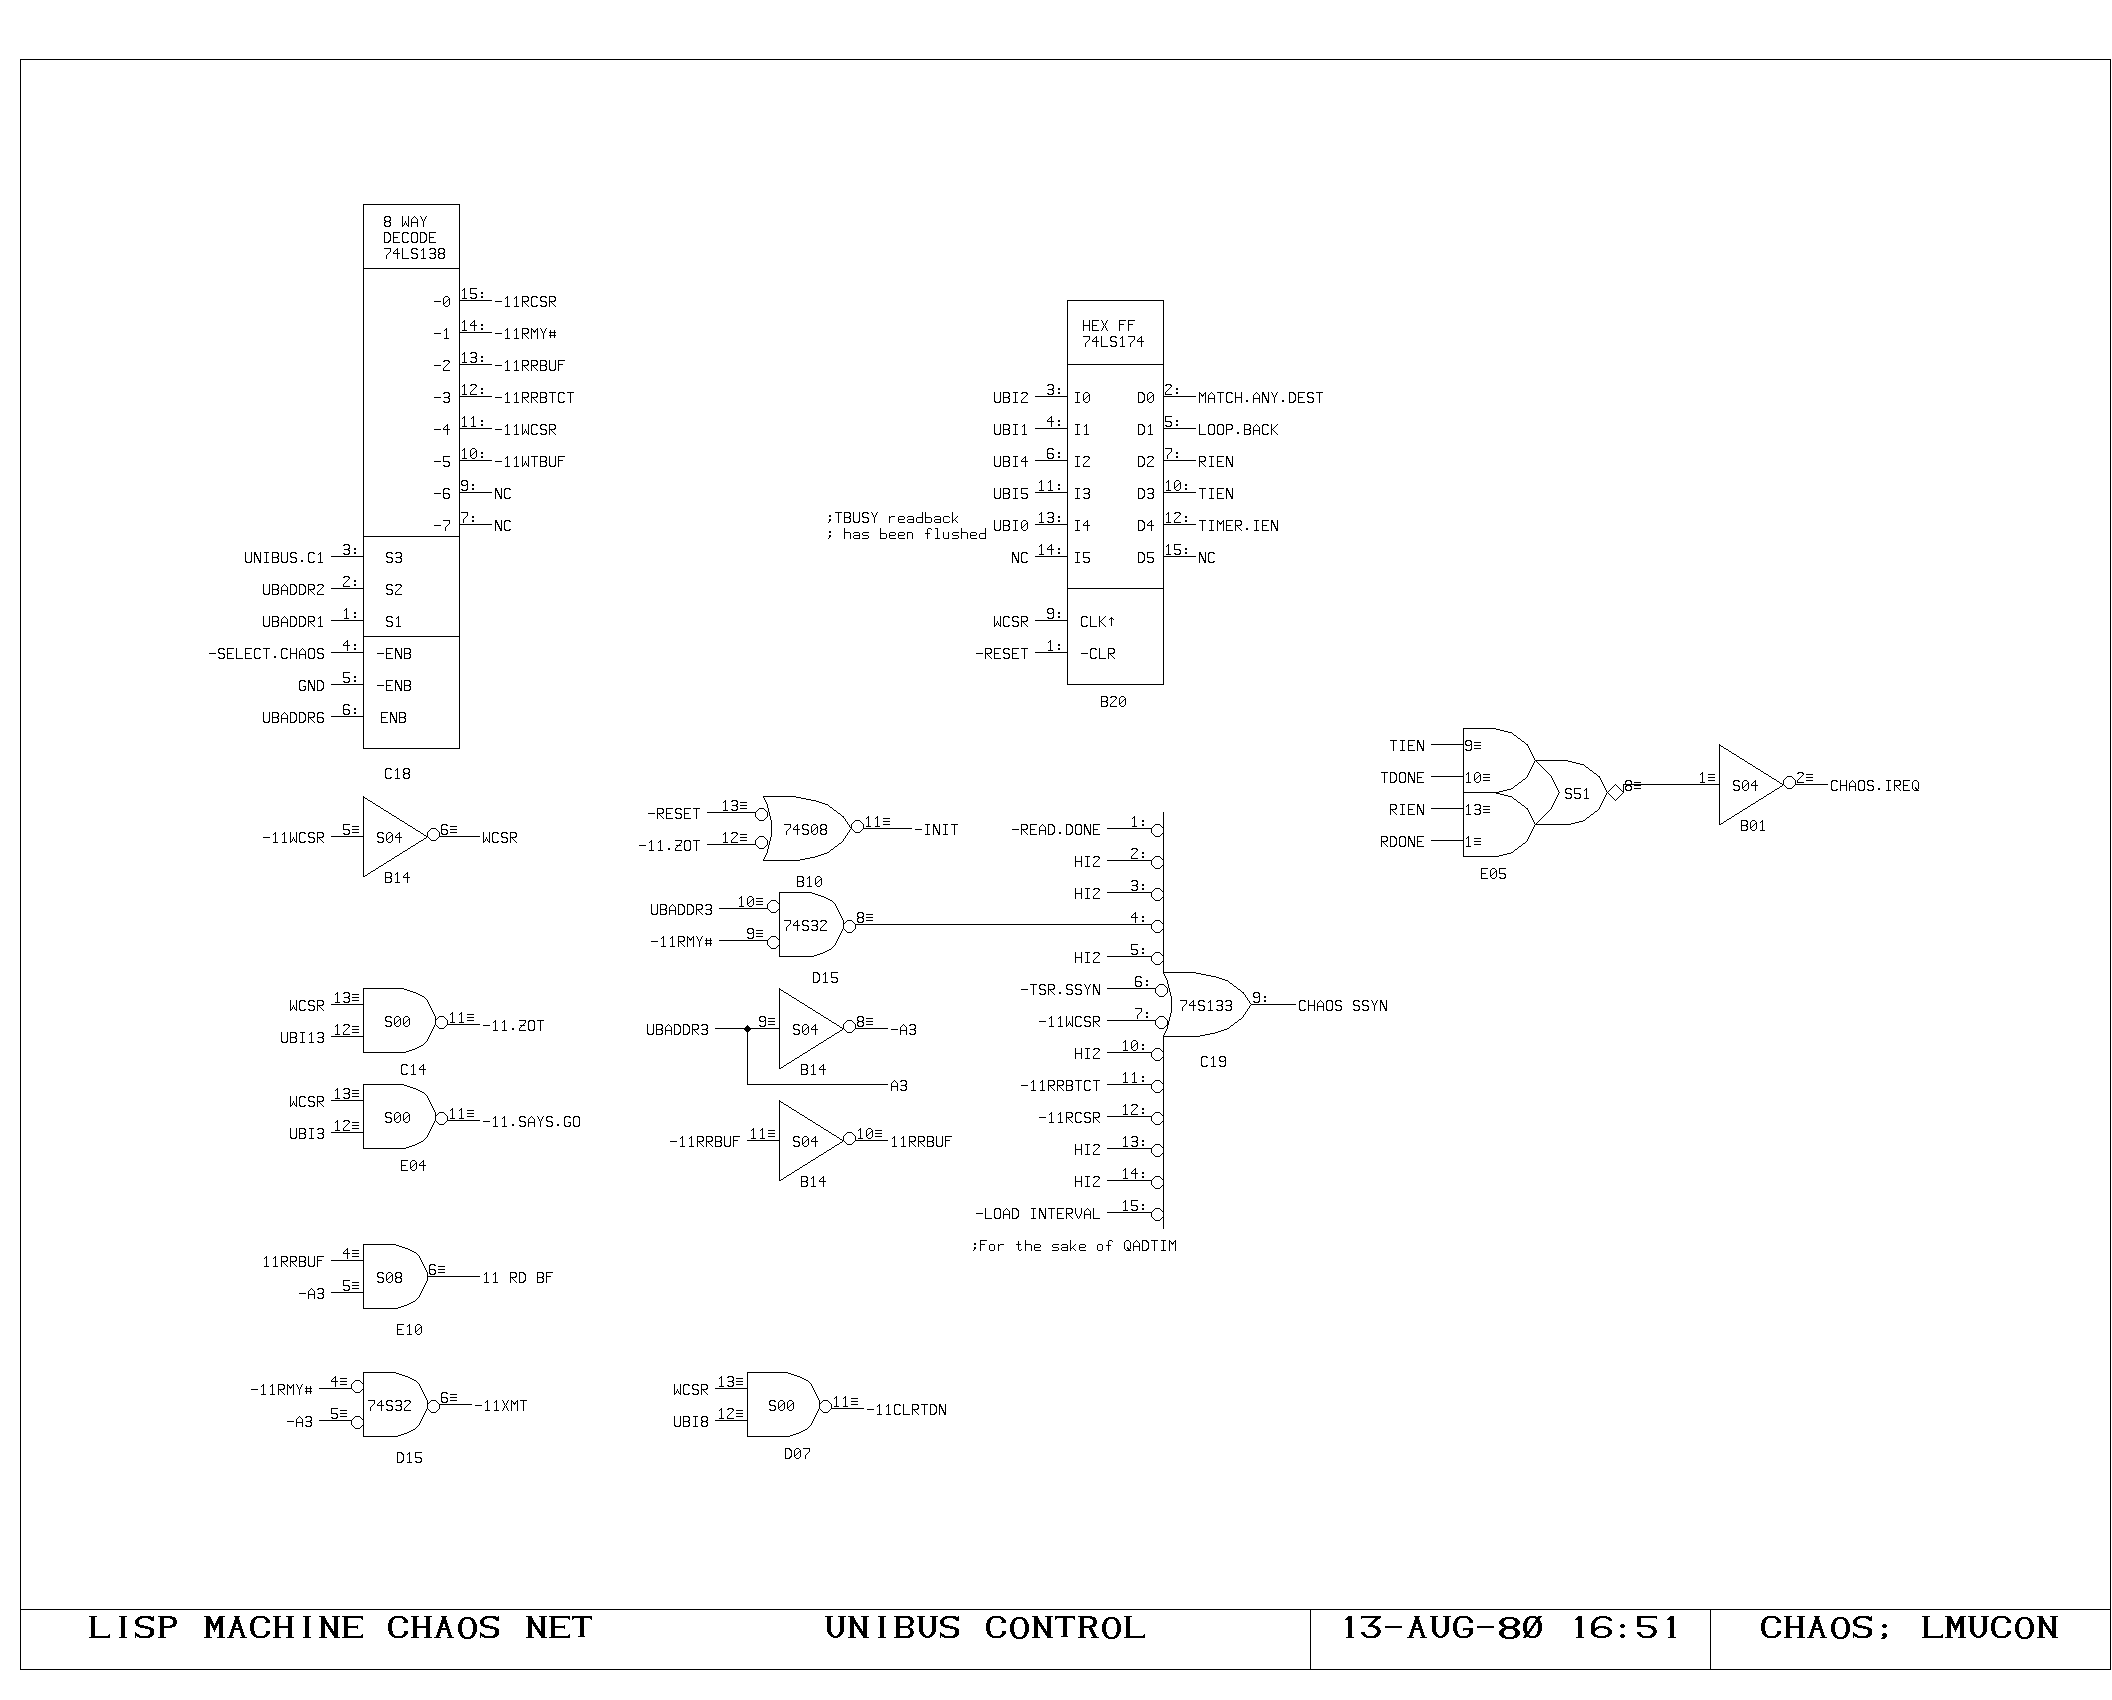 8 WAY
DECODE
74LS138
-0 15: -11RCSR
-1 14: -11RMY#
-2 13: -11RRBUF
-3 12: -11RRBTCT
-4 11: -11WCSR
-5 10: -11WTBUF
-6 9: NC
-7 7: NC
UNIBUS.C1 3: S3
UBADDR2 2: S2
UBADDR1 1: S1
-SELECT.CHAOS 4: -ENB
GND 5: -ENB
UBADDR6 6: ENB
C18
HEX FF
74LS174
UBI2 3: I0 D0 2: MATCH.ANY.DEST
UBI1 4: I1 D1 5: LOOP.BACK
UBI4 6: I2 D2 7: RIEN
UBI5 11: I3 D3 10: TIEN
;TBUSY readback
; has been flushed
UBI0 13: I4 D4 12: TIMER.IEN
NC 14: I5 D5 15: NC
WCSR 9: CLK↑
-RESET 1: -CLR
B20
TIEN 9≡
TDONE 10≡
RIEN 13≡
RDONE 1≡
S51 8≡
E05
1≡ S04 2≡ CHAOS.IREQ
B01
-11WCSR 5≡ S04 6≡ WCSR
B14
-RESET 13≡
-11.ZOT 12≡
74S08 11≡ -INIT
B10
UBADDR3 10≡
-11RMY# 9≡
74S32 8≡
D15
UBADDR3 9≡ S04 8≡ -A3
B14
A3
-11RRBUF 11≡ S04 10≡ 11RRBUF
B14
-READ.DONE 1:
HI2 2:
HI2 3:
4:
HI2 5:
-TSR.SSYN 6:
-11WCSR 7:
HI2 10:
-11RRBTCT 11:
-11RCSR 12:
HI2 13:
HI2 14:
-LOAD INTERVAL 15:
;For the sake of QADTIM
74S133 9: CHAOS SSYN
C19
WCSR 13≡
UBI13 12≡
S00 11≡ -11.ZOT
C14
WCSR 13≡
UBI3 12≡
S00 11≡ -11.SAYS.GO
E04
11RRBUF 4≡
-A3 5≡
S08 6≡ 11 RD BF
E10
-11RMY# 4≡
-A3 5≡
74S32 6≡ -11XMT
D15
WCSR 13≡
UBI8 12≡
S00 11≡ -11CLRTDN
D07
LISP MACHINE CHAOS NET UNIBUS CONTROL 13-AUG-80 16:51 CHAOS; LMUCON